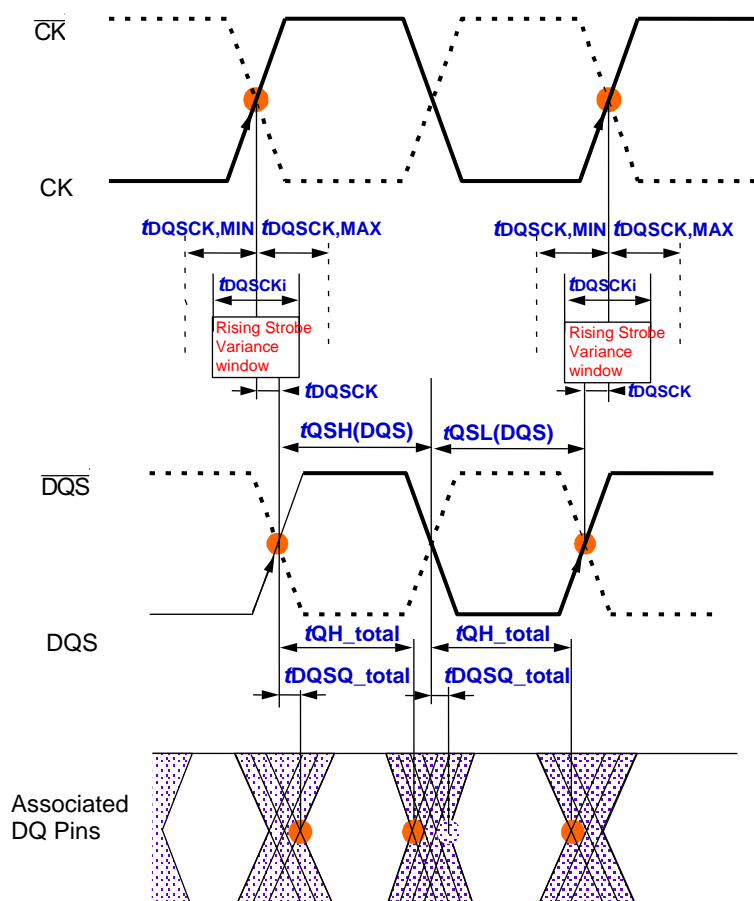 CK
CK
tDQSCK,MIN tDQSCK,MAX
tDQSCK,MIN tDQSCK,MAX
tDQSCKi
tDQSCKi
Rising Strobe
Variance
window
Rising Strobe
Variance
window
tDQSCK
tDQSCK
tQSH(DQS)
tQSL(DQS)
DQS
DQS
tQH_total
tQH_total
tDQSQ_total
tDQSQ_total
Associated
DQ Pins